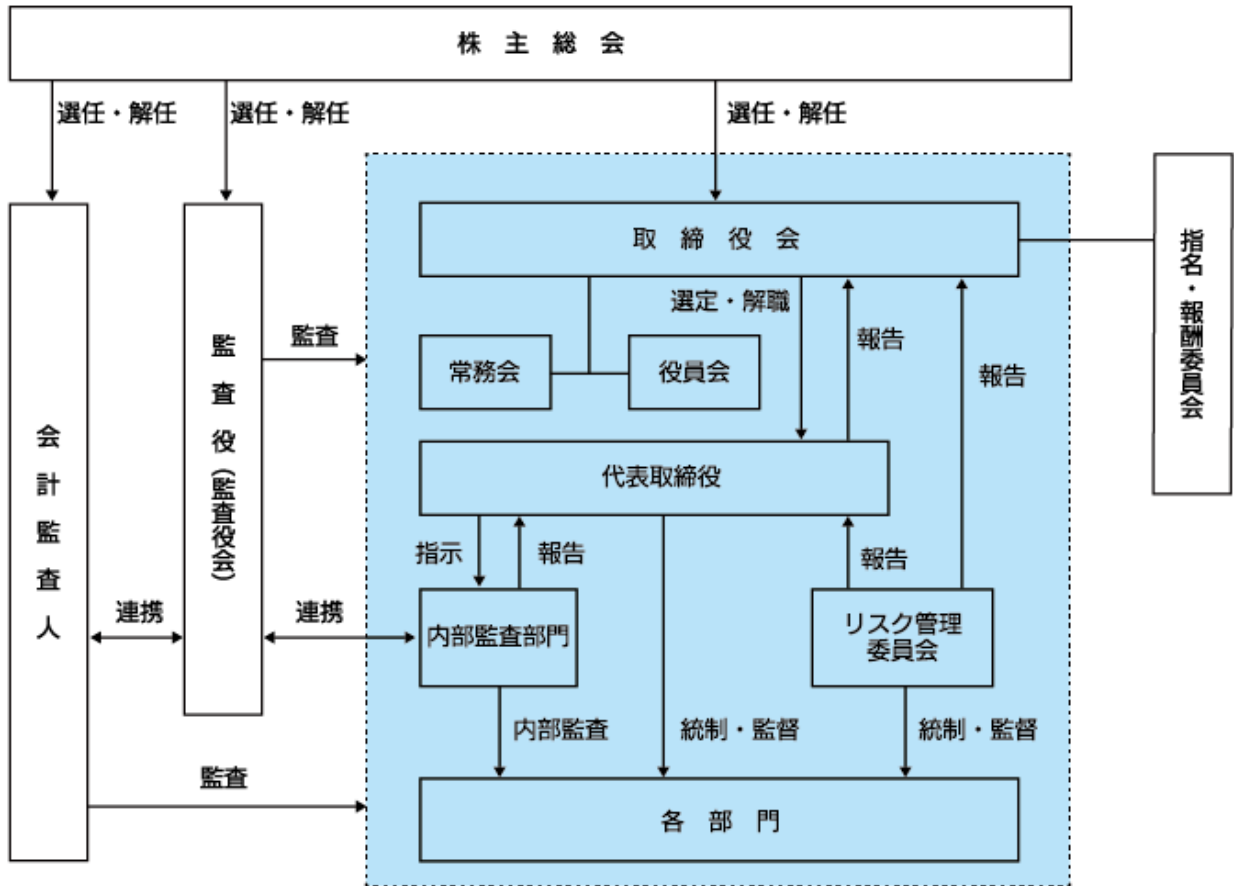 株主総会
選任・解任
選任・解任
選任・解任
取締役会
指名・報酬委員会
選定・解職
報告
報告
監査
常務会
役員会
監査役(監査役会)
会計監査人
代表取締役
指示
報告
報告
連携
連携
内部監査部門
リスク管理
委員会
内部監査
統制・監督
統制・監督
監査
各部門